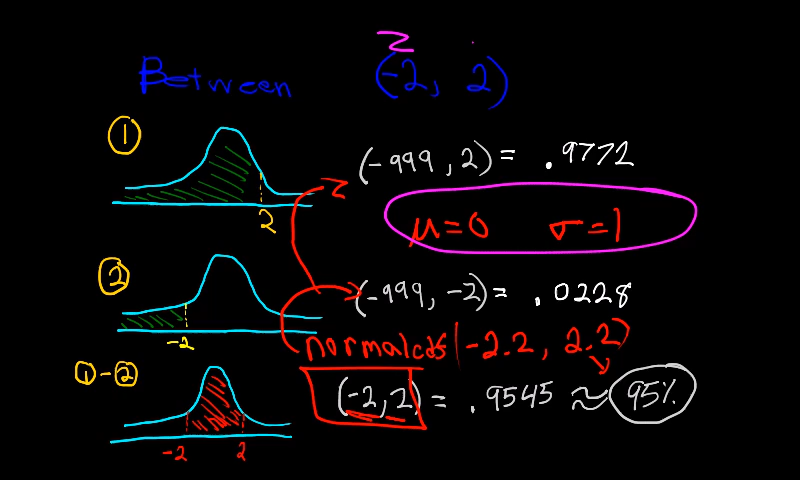 z
Between (-2, 2)
①
(-999, 2) = .9772
z
2
μ=0 σ=1
②
(-999, -2) = .0228
-2
normalcdf(-2.2, 2.2)
①-②
(-2,2) = .9545 ≈ 95%
-2 2